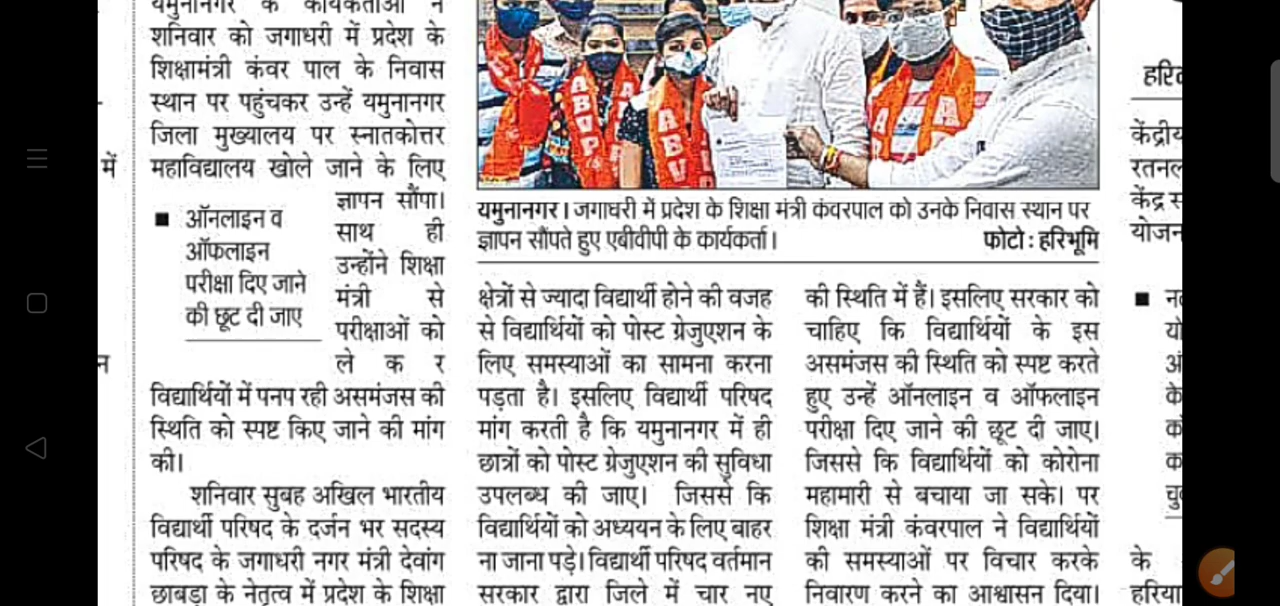 यमुनानगर के कार्यकर्ताओं ने
शनिवार को जगाधरी में प्रदेश के
शिक्षामंत्री कंवर पाल के निवास
स्थान पर पहुंचकर उन्हें यमुनानगर
जिला मुख्यालय पर स्नातकोत्तर
महाविद्यालय खोले जाने के लिए
ज्ञापन सौंपा।
साथ ही
उन्होंने शिक्षा
मंत्री से
परीक्षाओं को
ले क र
■ ऑनलाइन व
ऑफलाइन
परीक्षा दिए जाने
की छूट दी जाए
विद्यार्थियों में पनप रही असमंजस की
स्थिति को स्पष्ट किए जाने की मांग
की।
शनिवार सुबह अखिल भारतीय
विद्यार्थी परिषद के दर्जन भर सदस्य
परिषद के जगाधरी नगर मंत्री देवांग
छाबड़ा के नेतृत्व में प्रदेश के शिक्षा
ABVP
ABV
यमुनानगर। जगाधरी में प्रदेश के शिक्षा मंत्री कंवरपाल को उनके निवास स्थान पर
ज्ञापन सौंपते हुए एबीवीपी के कार्यकर्ता। फोटो : हरिभूमि
क्षेत्रों से ज्यादा विद्यार्थी होने की वजह
से विद्यार्थियों को पोस्ट ग्रेजुएशन के
लिए समस्याओं का सामना करना
पड़ता है। इसलिए विद्यार्थी परिषद
मांग करती है कि यमुनानगर में ही
छात्रों को पोस्ट ग्रेजुएशन की सुविधा
उपलब्ध की जाए। जिससे कि
विद्यार्थियों को अध्ययन के लिए बाहर
ना जाना पड़े। विद्यार्थी परिषद वर्तमान
सरकार द्वारा जिले में चार नए
की स्थिति में हैं। इसलिए सरकार को
चाहिए कि विद्यार्थियों के इस
असमंजस की स्थिति को स्पष्ट करते
हुए उन्हें ऑनलाइन व ऑफलाइन
परीक्षा दिए जाने की छूट दी जाए।
जिससे कि विद्यार्थियों को कोरोना
महामारी से बचाया जा सके। पर
शिक्षा मंत्री कंवरपाल ने विद्यार्थियों
की समस्याओं पर विचार करके
निवारण करने का आश्वासन दिया।
में
केंद्रीय
केंद्र
के